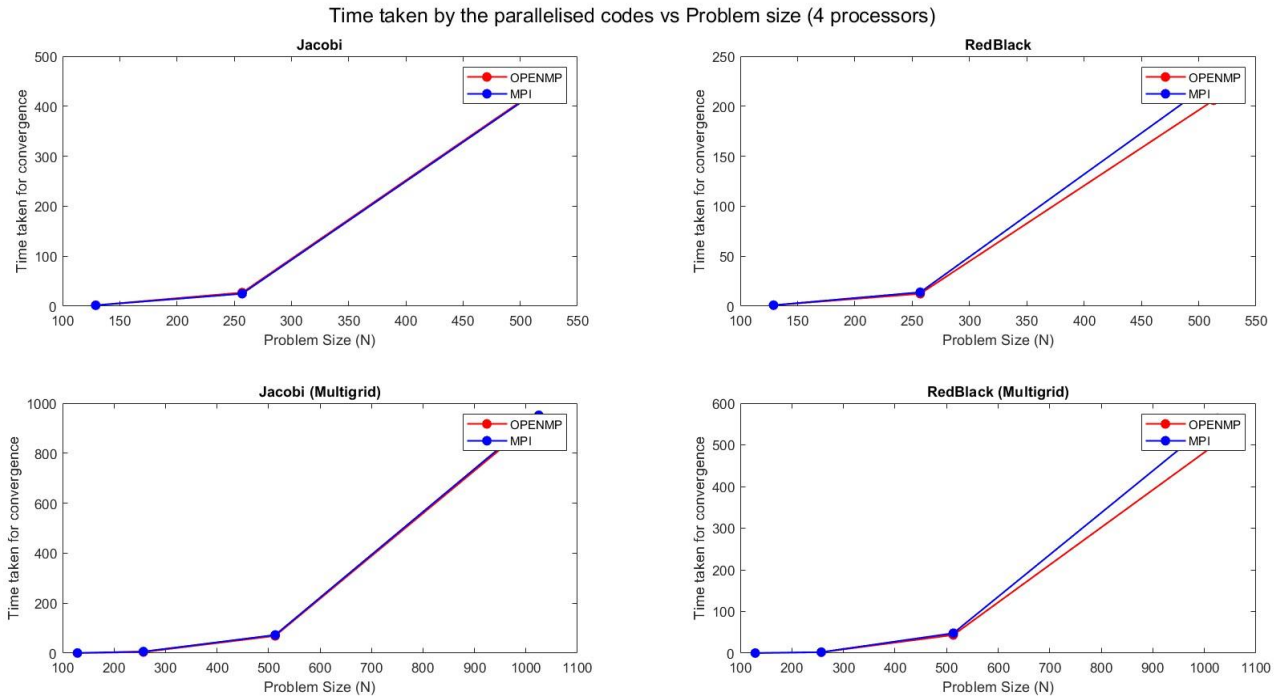 Time taken by the parallelised codes vs Problem size (4 processors)
Jacobi
500
400
300
200
100
0
Time taken for convergence
OPENMP
MPI
100 150 200 250 300 350 400 450 500 550
Problem Size (N)
RedBlack
250
200
150
100
50
0
Time taken for convergence
OPENMP
MPI
100 150 200 250 300 350 400 450 500 550
Problem Size (N)
Jacobi (Multigrid)
1000
800
600
400
200
0
Time taken for convergence
OPENMP
MPI
100 200 300 400 500 600 700 800 900 1000 1100
Problem Size (N)
RedBlack (Multigrid)
600
500
400
300
200
100
0
Time taken for convergence
OPENMP
MPI
100 200 300 400 500 600 700 800 900 1000 1100
Problem Size (N)